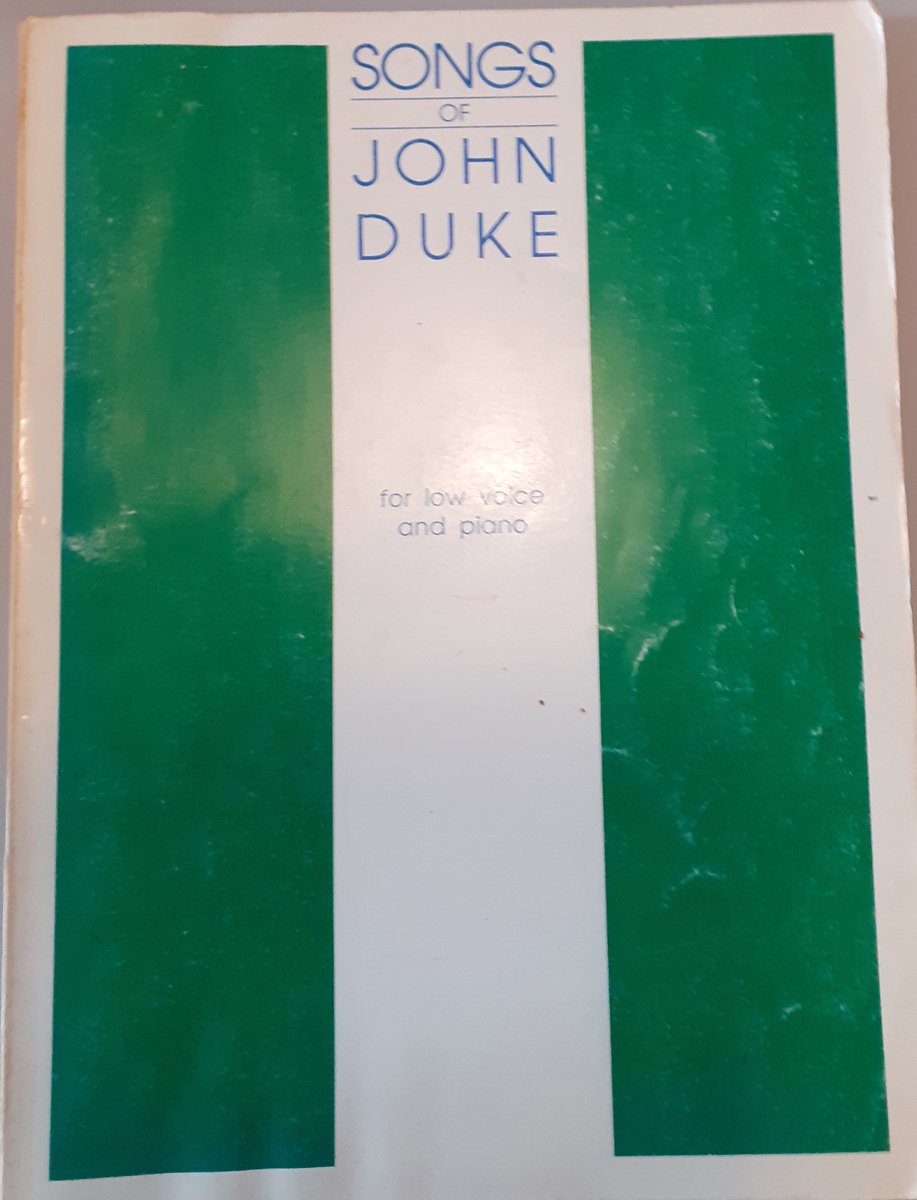 SONGS
OF
JOHN
DUKE
for low voice
and piano